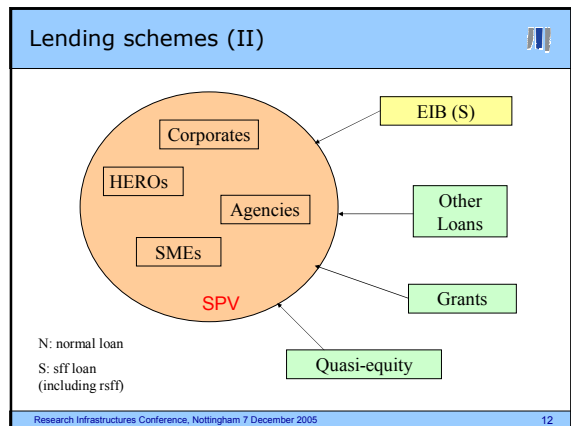 Lending schemes (II)
EIB (S)
Corporates
HEROs
Agencies
Other
Loans
SMEs
SPV
Grants
Quasi-equity
N: normal loan
S: sff loan
(including rsff)
Research Infrastructures Conference, Nottingham 7 December 2005
12